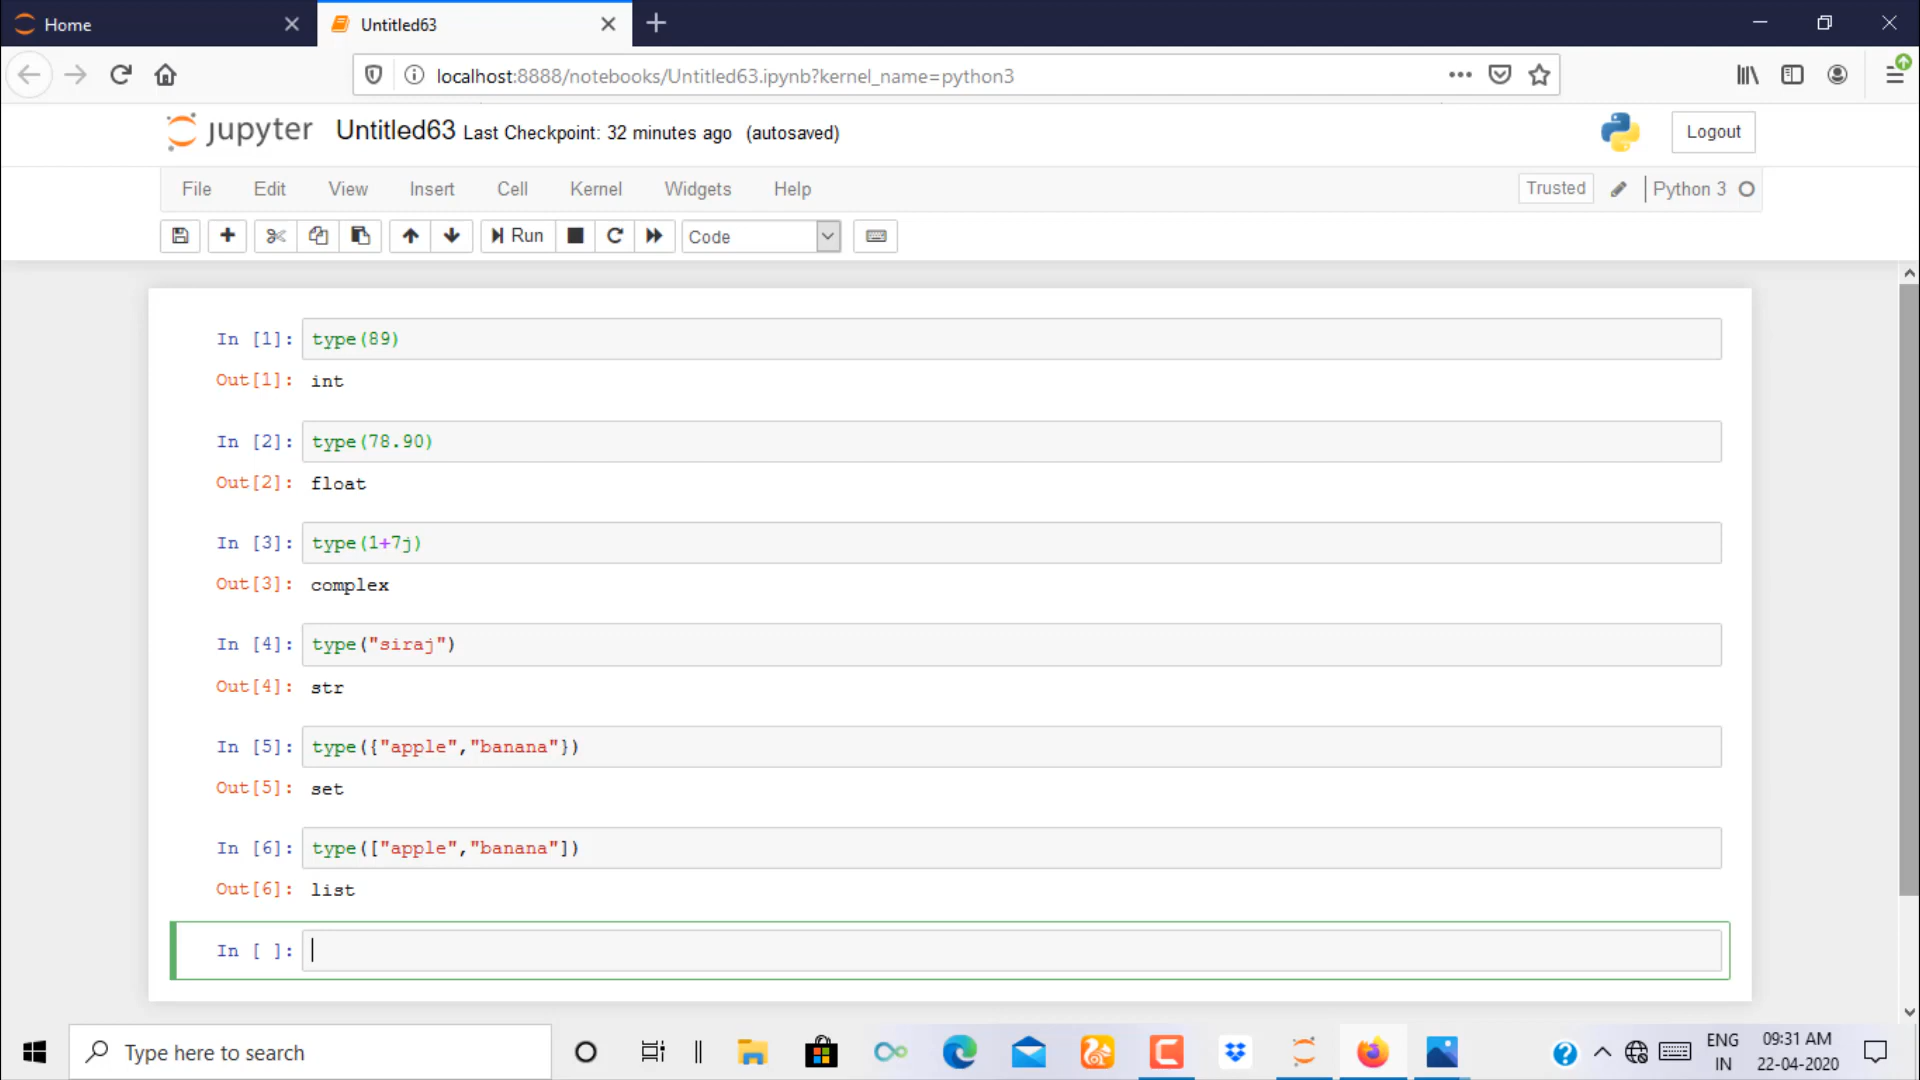 Home
Untitled63
localhost:8888/notebooks/Untitled63.ipynb?kernel_name=python3
jupyter Untitled63 Last Checkpoint: 32 minutes ago (autosaved)
Logout
File Edit View Insert Cell Kernel Widgets Help
Trusted Python 3
Run
Code
In [1]: type(89)
Out[1]: int
In [2]: type(78.90)
Out[2]: float
In [3]: type(1+7j)
Out[3]: complex
In [4]: type("siraj")
Out[4]: str
In [5]: type({"apple","banana"})
Out[5]: set
In [6]: type(["apple","banana"])
Out[6]: list
In [ ]:
Type here to search
ENG
IN
09:31 AM
22-04-2020